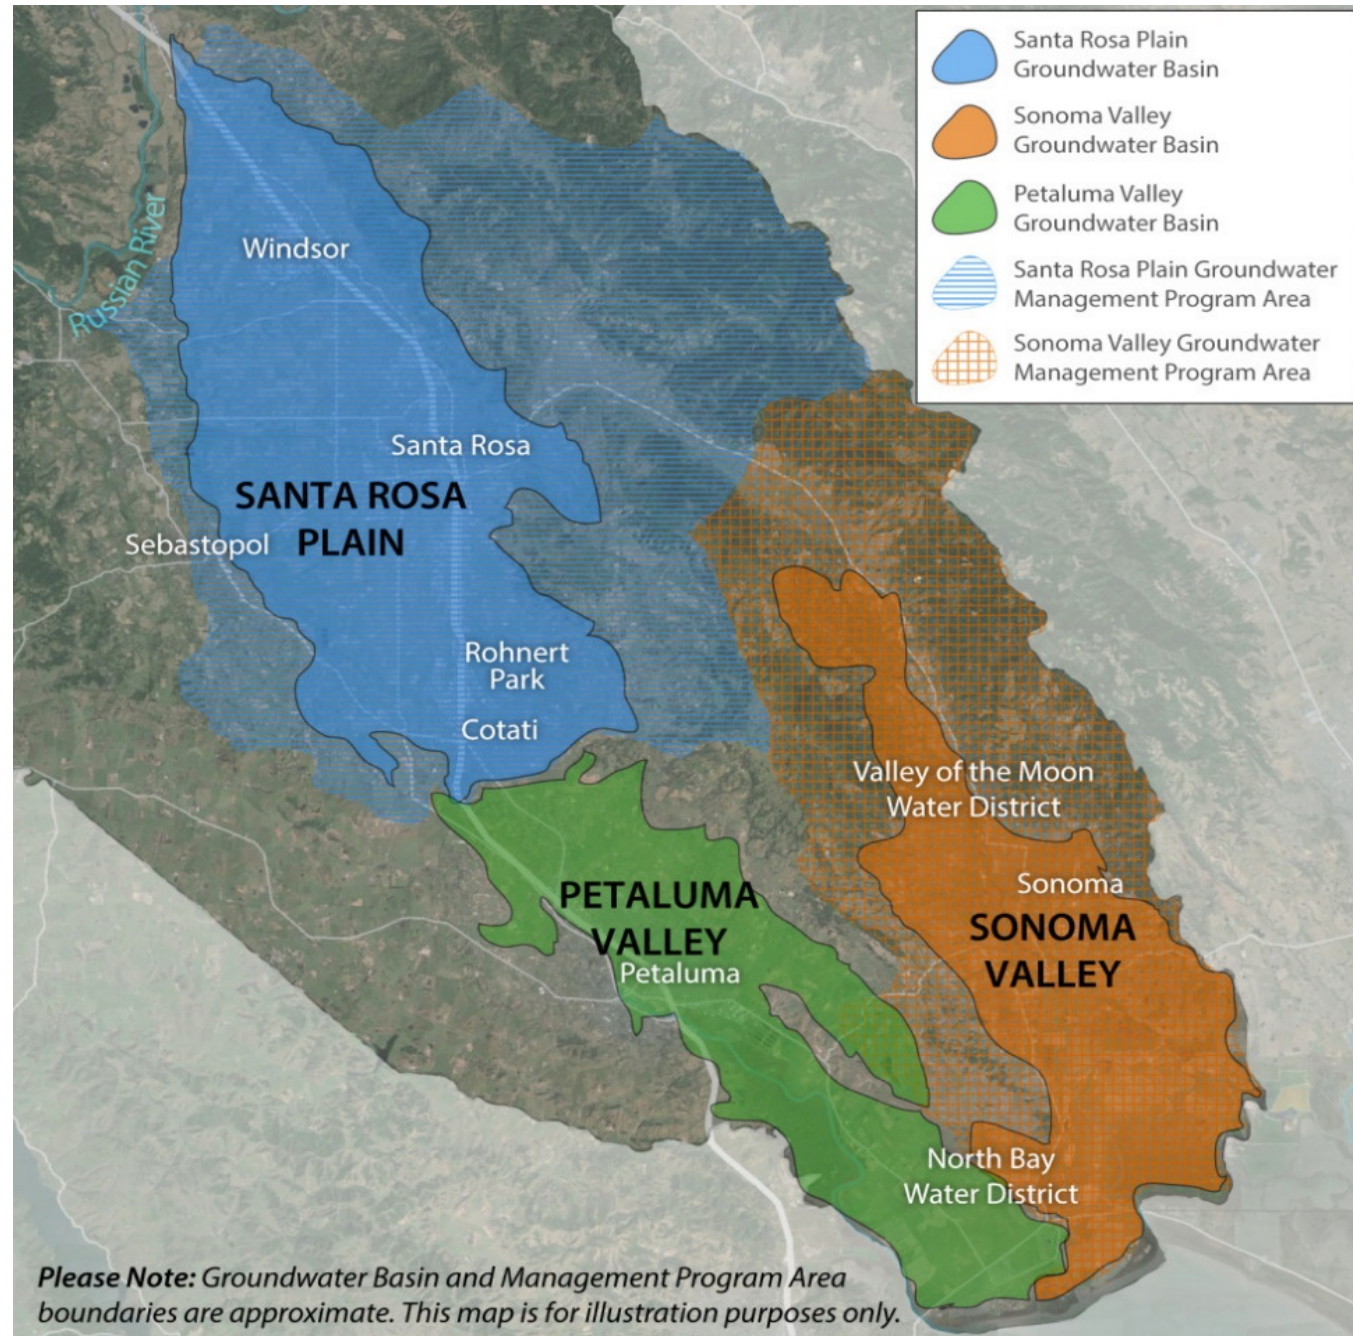 Santa Rosa Plain
Groundwater Basin
Sonoma Valley
Groundwater Basin
Petaluma Valley
Groundwater Basin
Santa Rosa Plain Groundwater
Management Program Area
Sonoma Valley Groundwater
Management Program Area
Russian River
Windsor
Santa Rosa
SANTA ROSA
PLAIN
Sebastopol
Rohnert
Park
Cotati
Valley of the Moon
Water District
Sonoma
SONOMA
VALLEY
PETALUMA
VALLEY
Petaluma
North Bay
Water District
Please Note: Groundwater Basin and Management Program Area
boundaries are approximate. This map is for illustration purposes only.